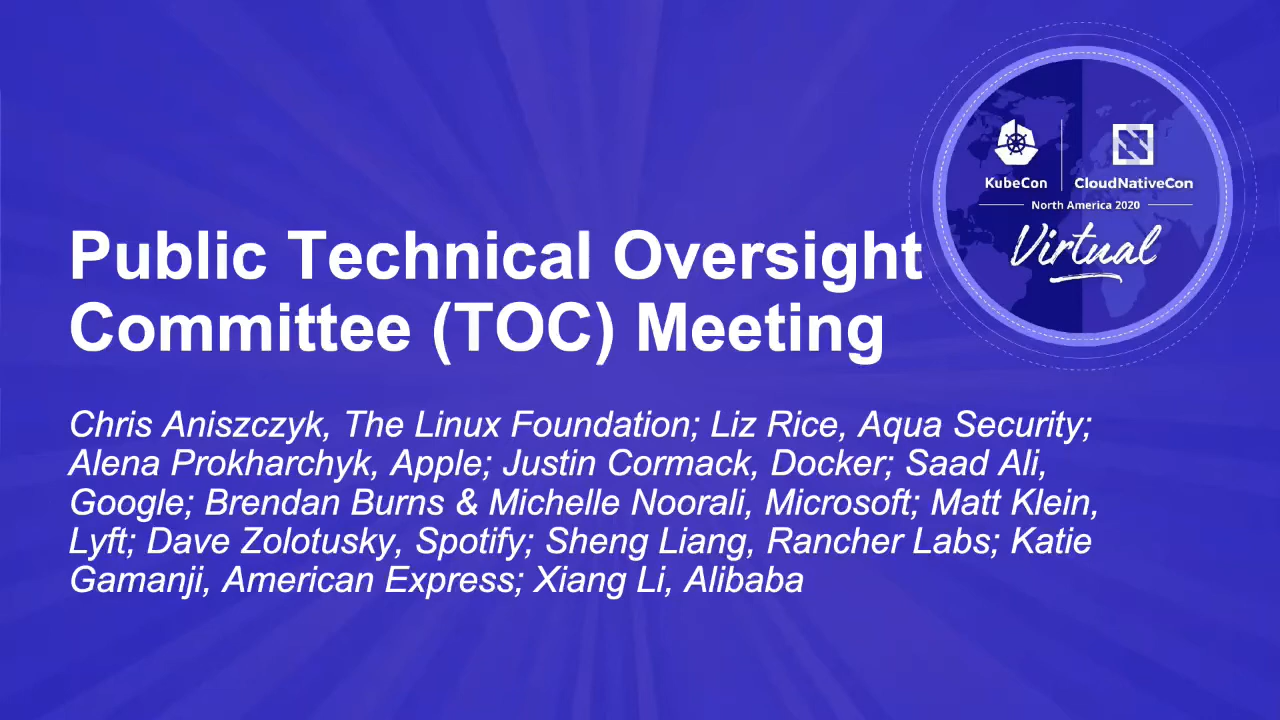 KubeCon
CloudNativeCon
North America 2020
Virtual
Public Technical Oversight
Committee (TOC) Meeting
Chris Aniszczyk, The Linux Foundation; Liz Rice, Aqua Security;
Alena Prokharchyk, Apple; Justin Cormack, Docker; Saad Ali,
Google; Brendan Burns & Michelle Noorali, Microsoft; Matt Klein,
Lyft; Dave Zolotusky, Spotify; Sheng Liang, Rancher Labs; Katie
Gamanji, American Express; Xiang Li, Alibaba